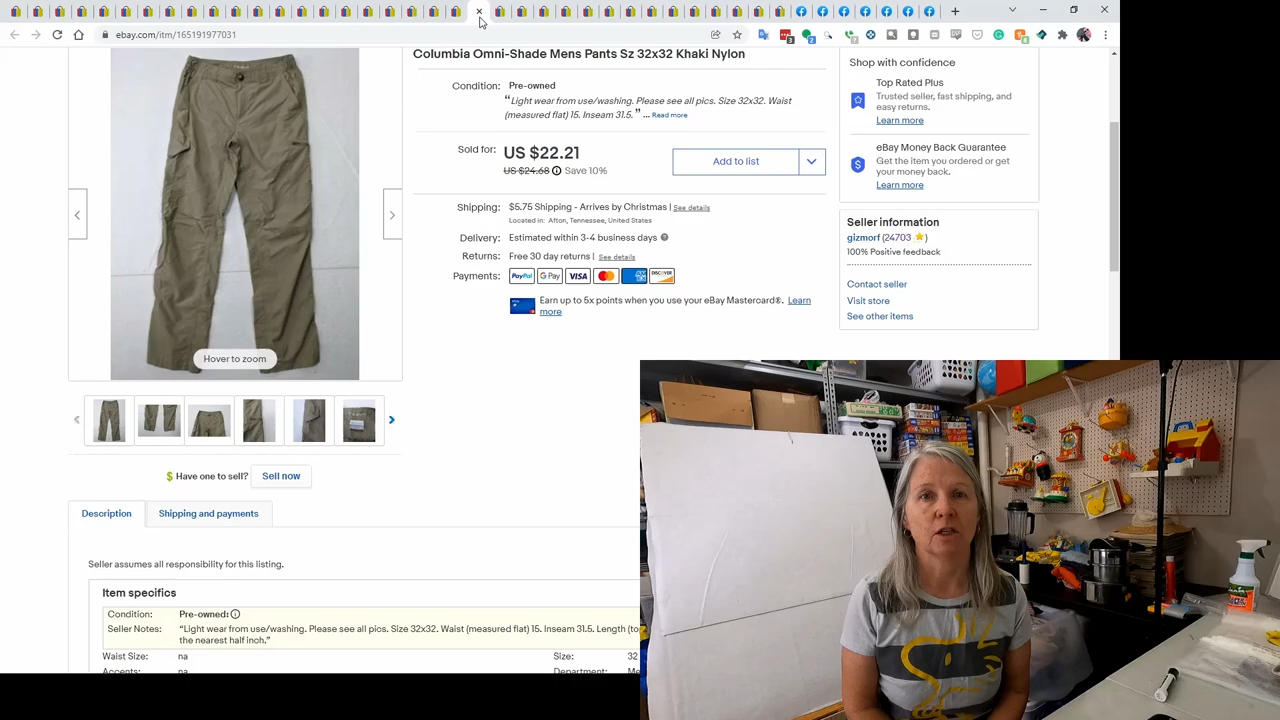 ebay.com/itm/165191977031
Columbia Omni-Shade Mens Pants Sz 32x32 Khaki Nylon
Condition: Pre-owned
“Light wear from use/washing. Please see all pics. Size 32x32. Waist
(measured flat) 15. Inseam 31.5. ” ... Read more
Sold for: US $22.21
US $24.68 Save 10%
Add to list
Shipping: $5.75 Shipping - Arrives by Christmas | See details
Located in: Afton, Tennessee, United States
Delivery: Estimated within 3-4 business days
Returns: Free 30 day returns | See details
Payments: PayPal G Pay VISA DISCOVER
Earn up to 5x points when you use your eBay Mastercard®. Learn
more
Shop with confidence
Top Rated Plus
Trusted seller, fast shipping, and
easy returns.
Learn more
eBay Money Back Guarantee
Get the item you ordered or get
your money back.
Learn more
Seller information
gizmorf (24703 )
100% Positive feedback
Contact seller
Visit store
See other items
Hover to zoom
Have one to sell? Sell now
Description
Shipping and payments
Seller assumes all responsibility for this listing.
Item specifics
Condition: Pre-owned:
Seller Notes: “Light wear from use/washing. Please see all pics. Size 32x32. Waist (measured flat) 15. Inseam 31.5. Length (to
the nearest half inch.”
Waist Size: na
Size: 32
Accents: na
Department: Me